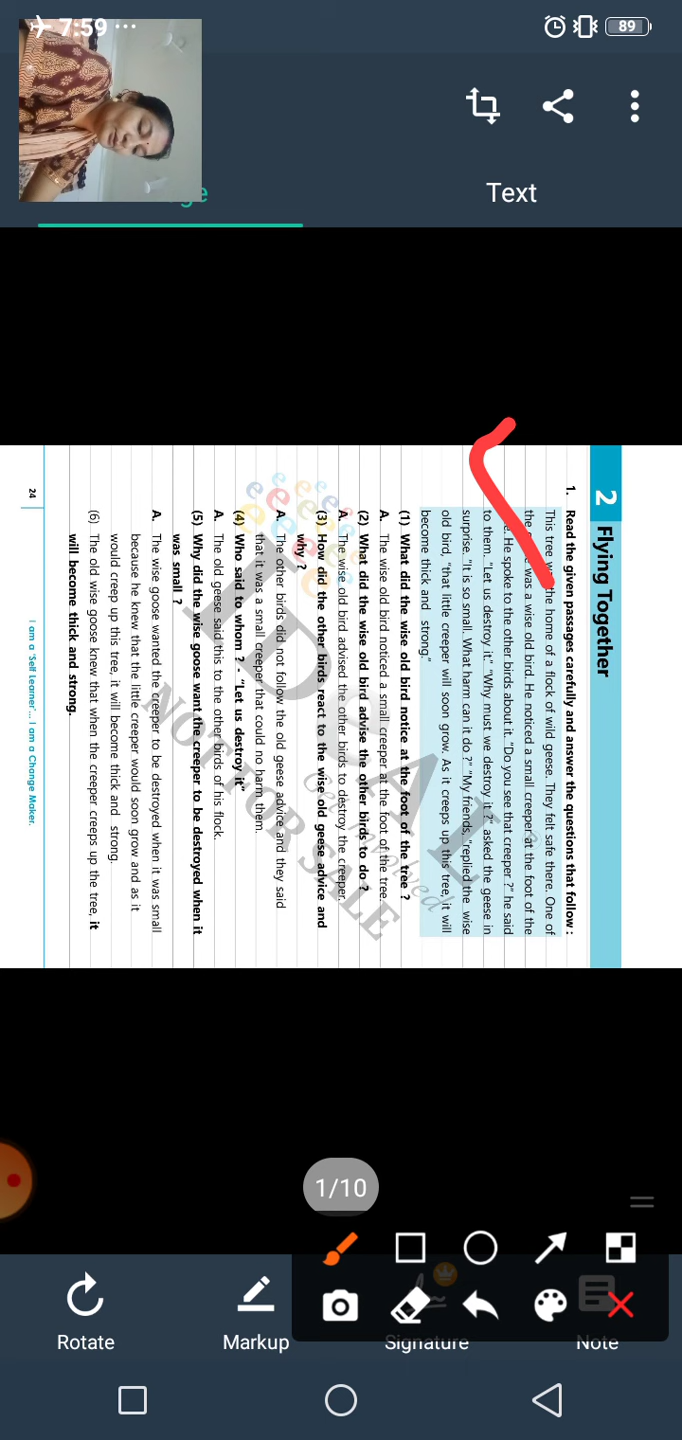 7:59 ...
89
ge
Text
2 Flying Together
1. Read the given passages carefully and answer the questions that follow :
This tree the home of a flock of wild geese. They felt safe there. One of
the was a wise old bird. He noticed a small creeper at the foot of the
He spoke to the other birds about it. "Do you see that creeper ?" he said
to them. "Let us destroy it." "Why must we destroy it ?" asked the geese in
surprise. "It is so small. What harm can it do ?" "My friends, "replied the wise
old bird, "that little creeper will soon grow. As it creeps up this tree, it will
become thick and strong."
(1) What did the wise old bird notice at the foot of the tree ?
A. The wise old bird noticed a small creeper at the foot of the tree.
(2) What did the wise old bird advise the other birds to do ?
A. The wise old bird advised the other birds to destroy the creeper.
(3) How did the other birds react to the wise old geese advice and
why ?
A. The other birds did not follow the old geese advice and they said
that it was a small creeper that could no harm them.
(4) Who said to whom ? - "Let us destroy it"
A. The old geese said this to the other birds of his flock.
(5) Why did the wise goose want the creeper to be destroyed when it
was small ?
A. The wise goose wanted the creeper to be destroyed when it was small
because he knew that the little creeper would soon grow and as it
would creep up this tree, it will become thick and strong.
(6) The old wise goose knew that when the creeper creeps up the tree, it
will become thick and strong.
24
I am a 'Self Learner'... I am a Change Maker.
NOT FOR SALE
1/10
Rotate
Markup
Signature
Note